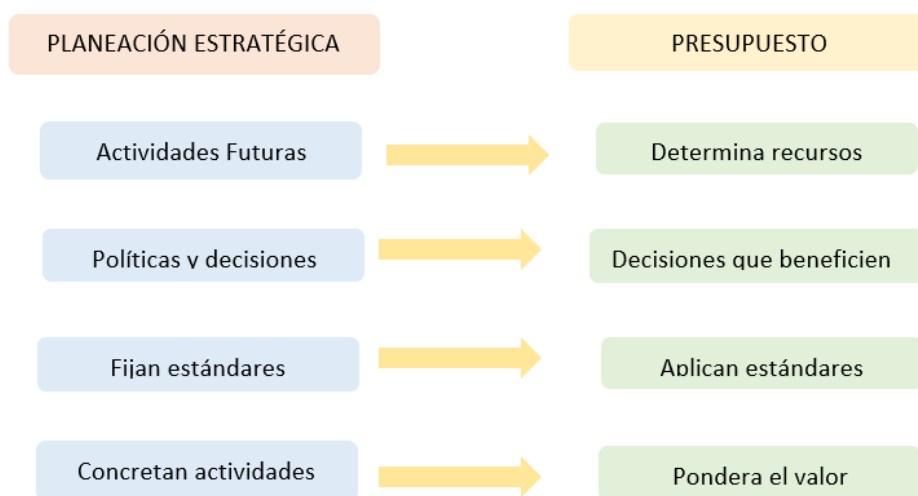 PLANEACIÓN ESTRATÉGICA
PRESUPUESTO
Actividades Futuras
Determina recursos
Políticas y decisiones
Decisiones que beneficien
Fijan estándares
Aplican estándares
Concretan actividades
Pondera el valor